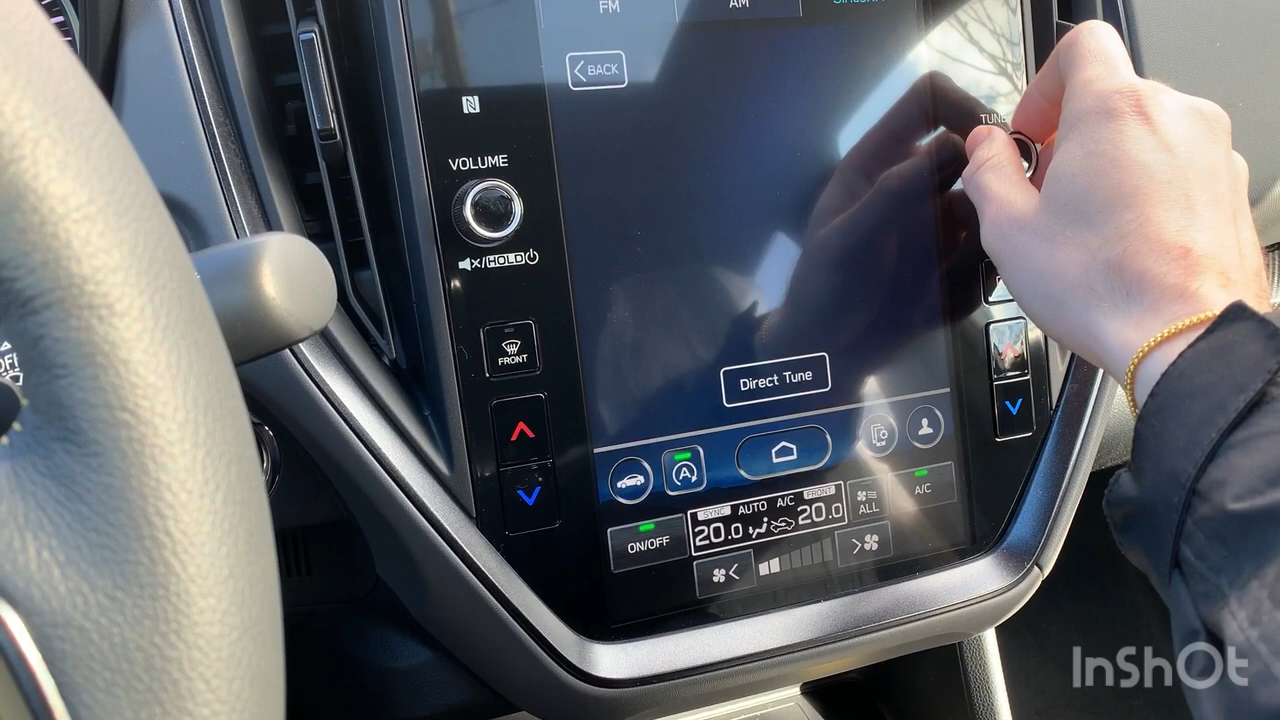 FM
AM
BACK
N
TUNE
VOLUME
HOLD
FRONT
Direct Tune
A
OFF
SYNC AUTO A/C FRONT
20.0 20.0
ALL
A/C
ON/OFF
InShOt